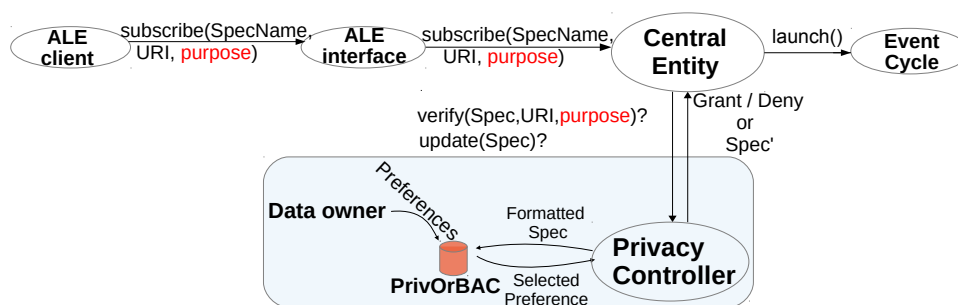 ALE
client
subscribe(SpecName,
URI, purpose)
ALE
interface
subscribe(SpecName,
URI, purpose)
Central
Entity
launch()
Event
Cycle
verify(Spec,URI,purpose)?
update(Spec)?
Grant / Deny
or
Spec'
Preferences
Data owner
PrivOrBAC
Formatted
Spec
Selected
Preference
Privacy
Controller